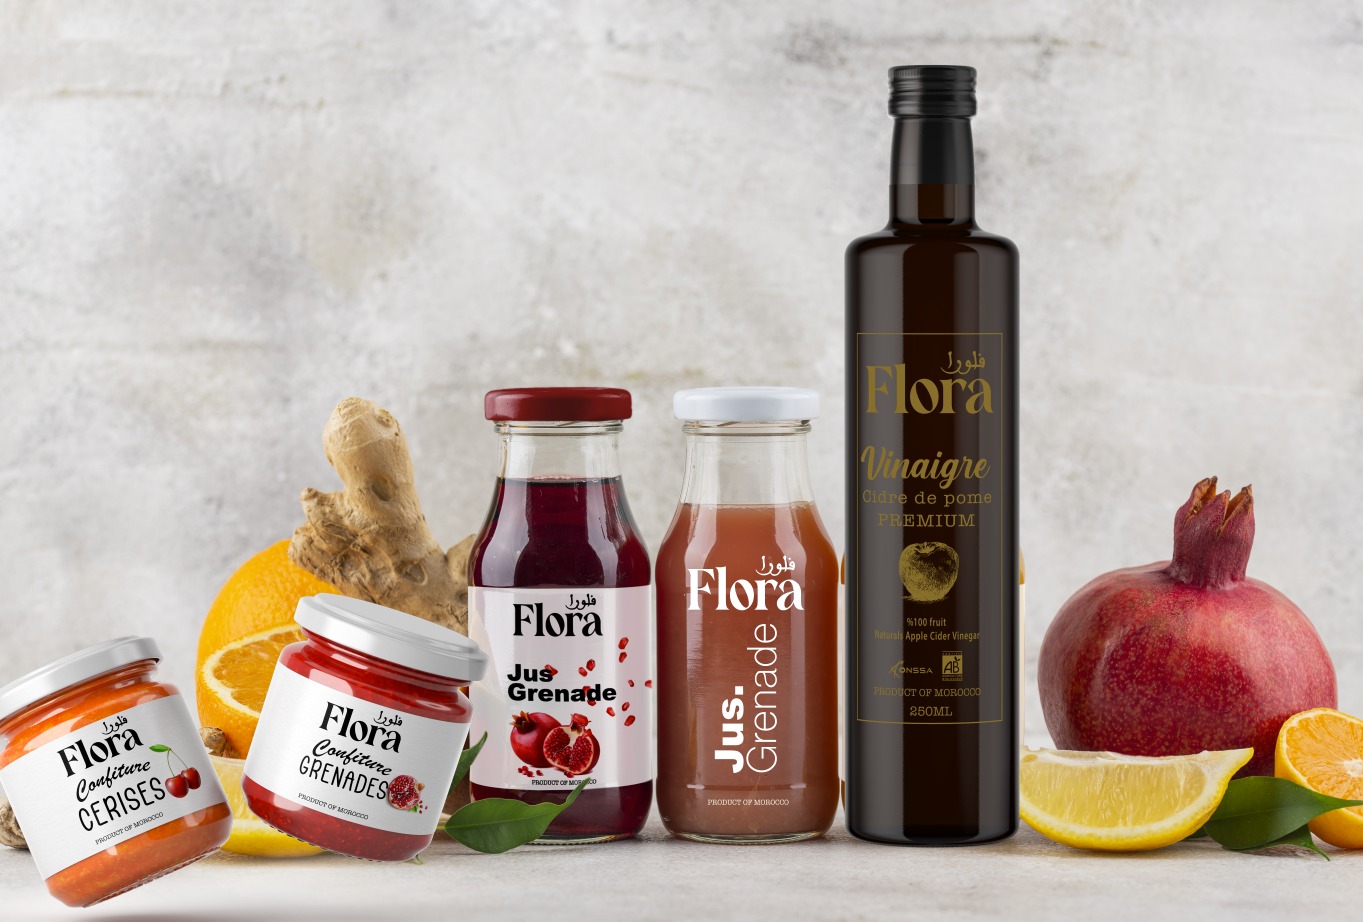 فلورا
Flora
Confiture
CERISES
PRODUCT OF MOROCCO
فلورا
Flora
Confiture
GRENADES
PRODUCT OF MOROCCO
فلورا
Flora
Jus
Grenade
PRODUCT OF MOROCCO
فلورا
Flora
Jus.
Grenade
PRODUCT OF MOROCCO
فلورا
Flora
Vinaigre
Cidre de pome
PREMIUM
%100 fruit
Naturals Apple Cider Vinegar
ONSSA AB
PRODUCT OF MOROCCO
250ML